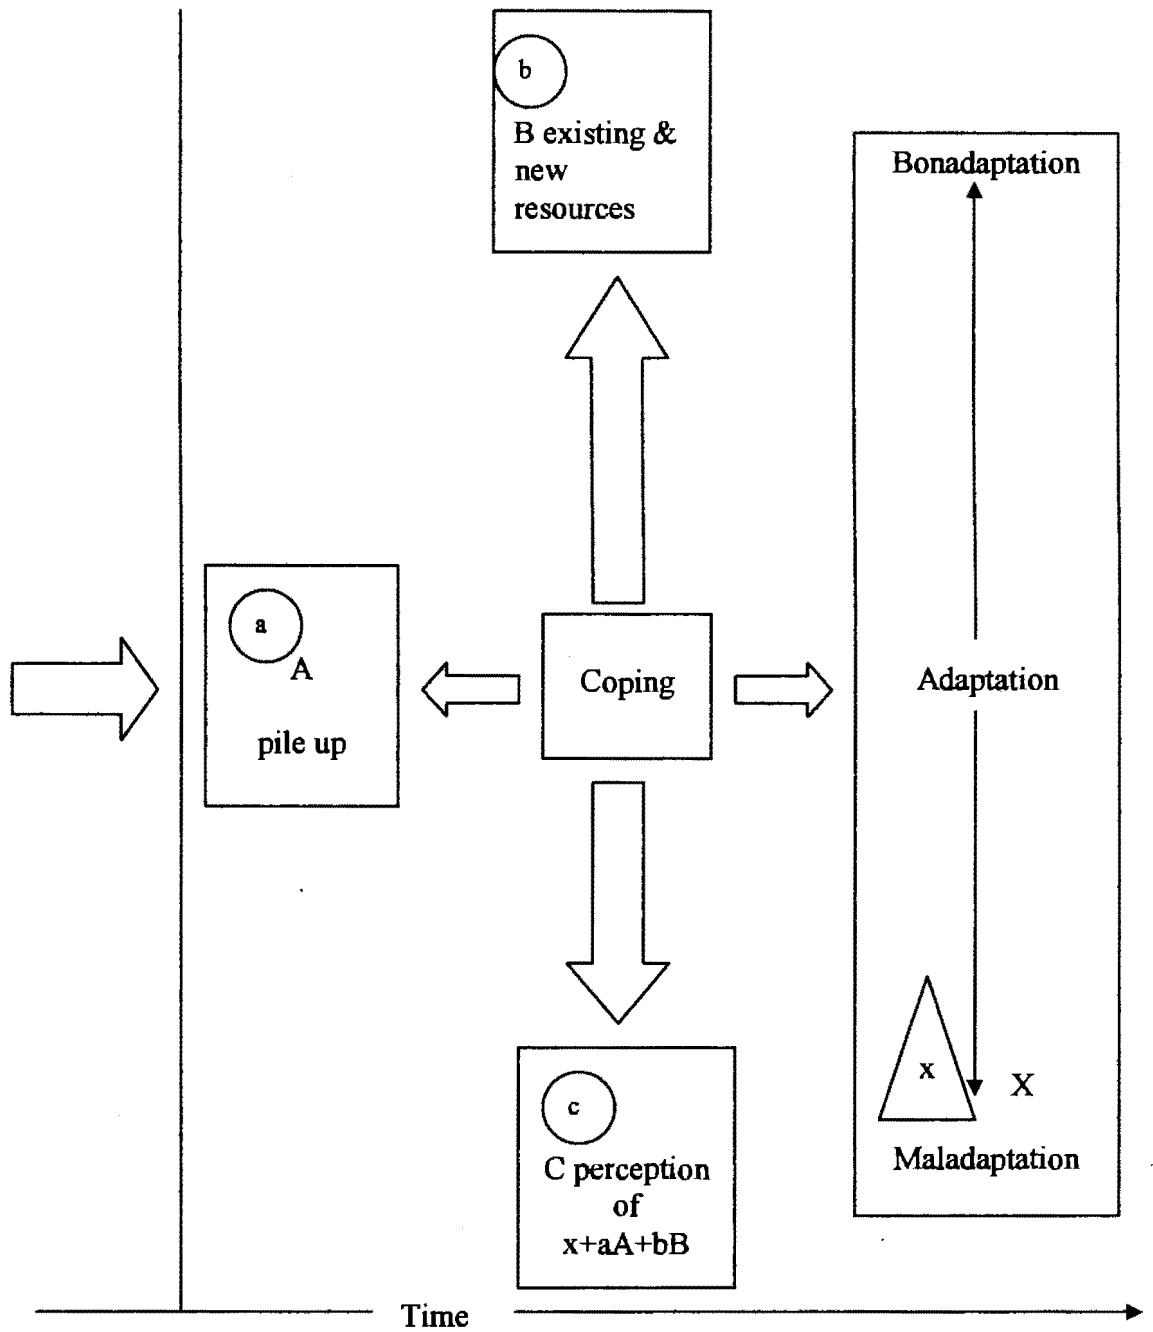 b
B existing &
new
resources
Bonadaptation
a
A
pile up
Coping
Adaptation
x
X
Maladaptation
c
C perception
of
x+aA+bB
Time